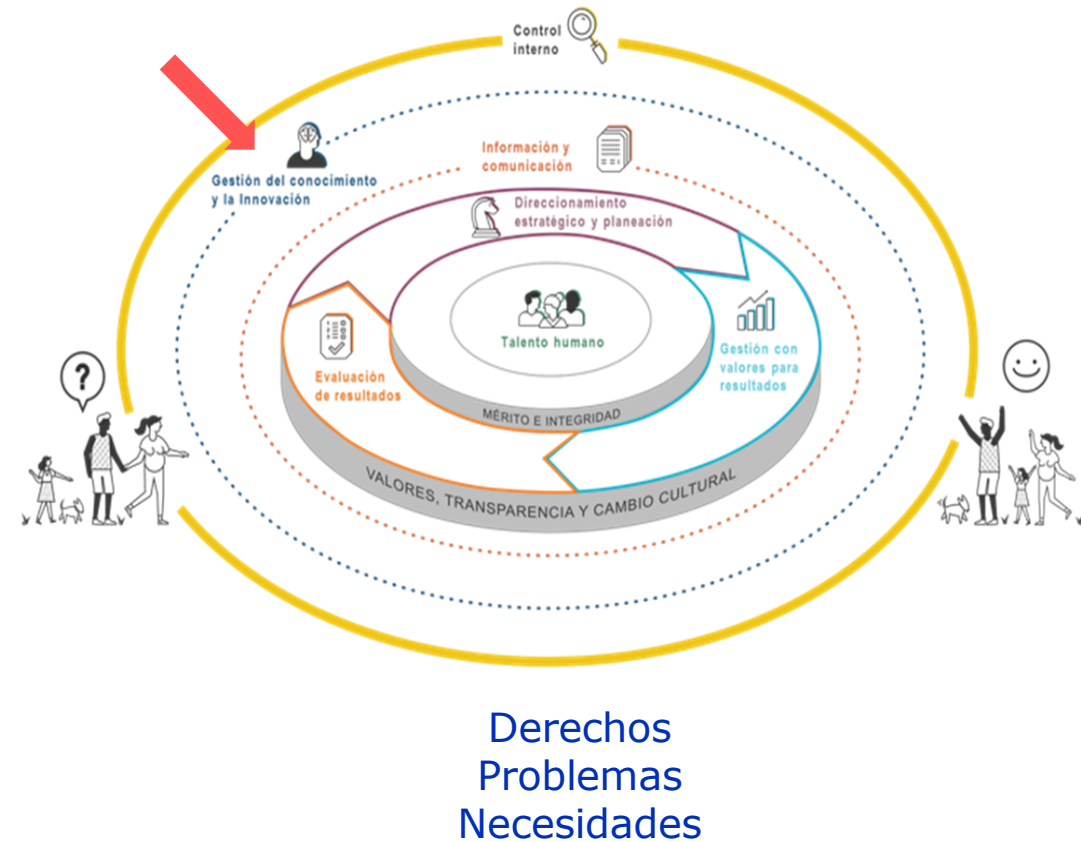 Control
interno
Gestión del conocimiento
y la Innovación
Información y
comunicación
Direccionamiento
estratégico y planeación
Talento humano
Gestión con
valores para
resultados
Evaluación
de resultados
MÉRITO E INTEGRIDAD
VALORES, TRANSPARENCIA Y CAMBIO CULTURAL
?
Derechos
Problemas
Necesidades